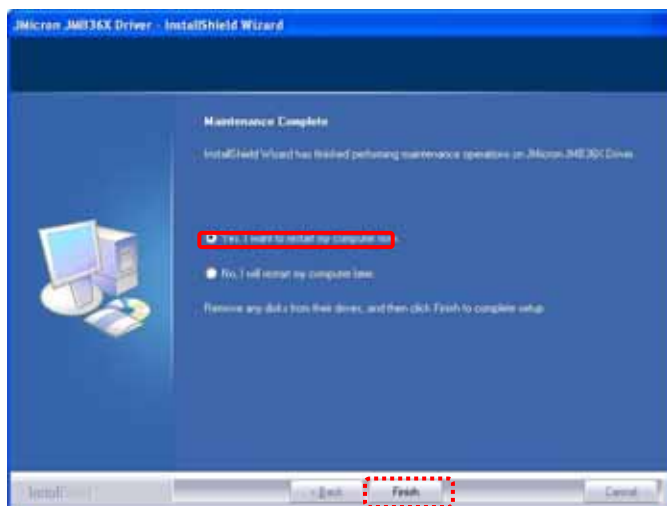 JMicron JMB36X Driver - InstallShield Wizard
Maintenance Complete
InstallShield Wizard has finished performing maintenance operations on JMicron JMB36X Driver.
Yes, I want to restart my computer now.
No, I will restart my computer later.
Remove any disks from their drives, and then click Finish to complete setup.
InstallShield
< Back
Finish
Cancel